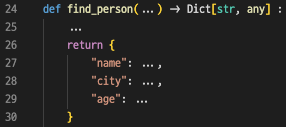 24 def find_person(...) -> Dict[str, any] :
25 ...
26 return {
27 "name": ...,
28 "city": ...,
29 "age": ...
30 }